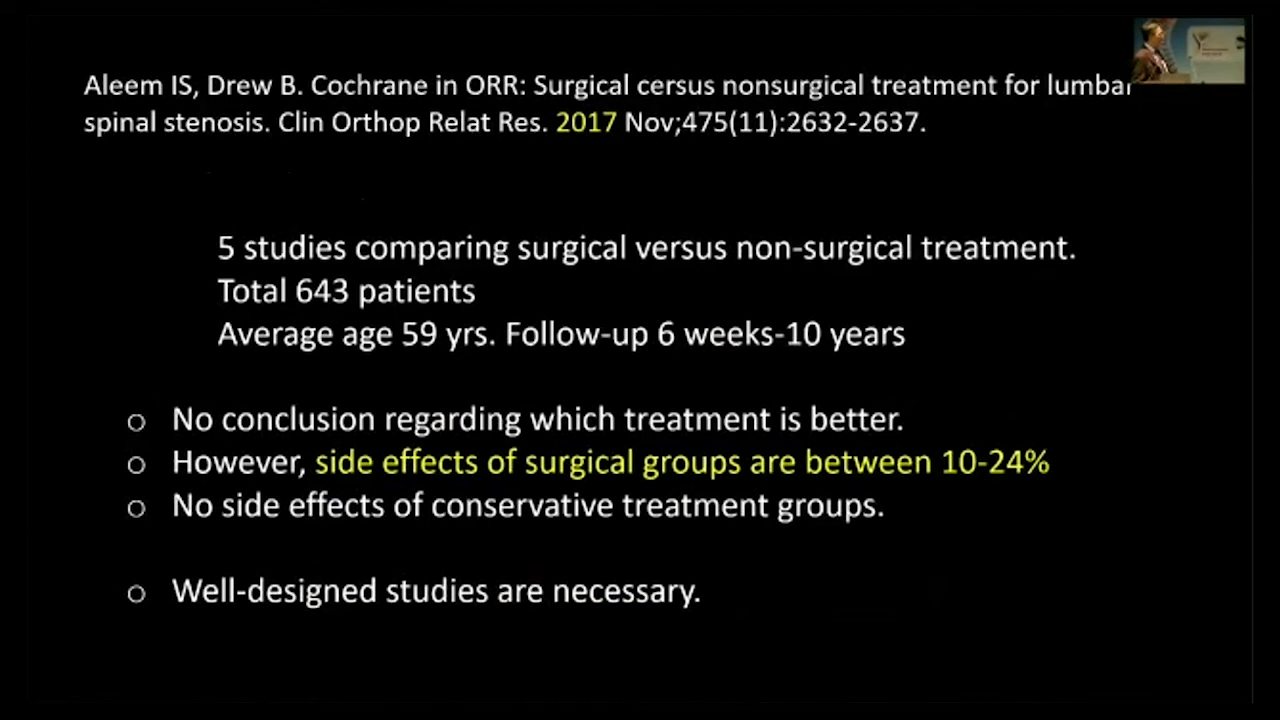 Aleem IS, Drew B. Cochrane in ORR: Surgical cersus nonsurgical treatment for lumbar
spinal stenosis. Clin Orthop Relat Res. 2017 Nov;475(11):2632-2637.
5 studies comparing surgical versus non-surgical treatment.
Total 643 patients
Average age 59 yrs. Follow-up 6 weeks-10 years
o No conclusion regarding which treatment is better.
o However, side effects of surgical groups are between 10-24%
o No side effects of conservative treatment groups.
o Well-designed studies are necessary.